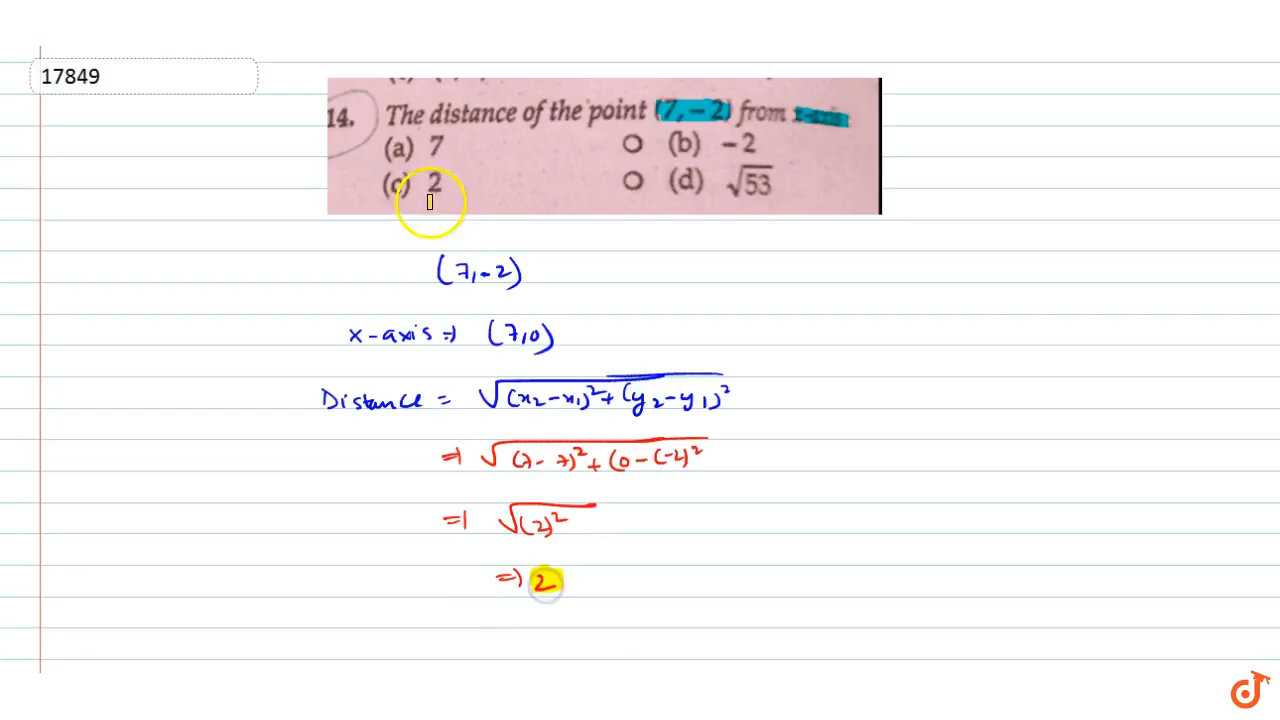 17849
14. The distance of the point (7, – 2) from x-axis
(a) 7 (b) – 2
(c) 2 (d) √53
(7,-2)
x-axis ⇒ (7,0)
Distance = √(x₂-x₁)²+(y₂-y₁)²
⇒ √(7-7)²+(0-(-2)²
⇒ √(2)²
⇒ 2